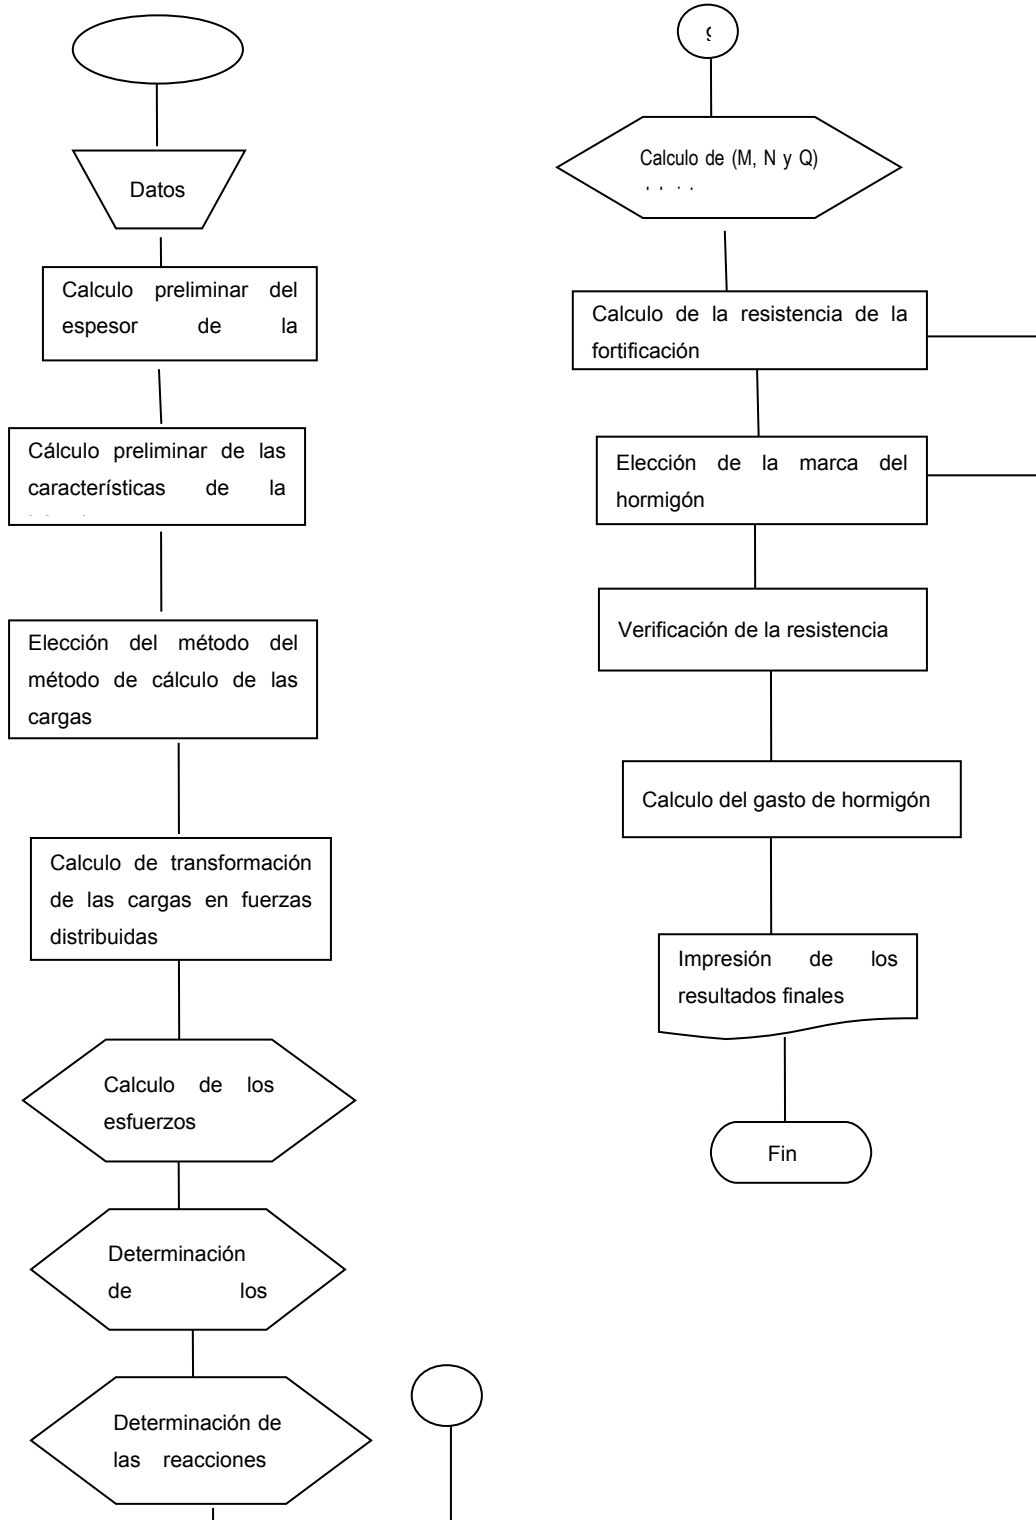 Datos
Calculo preliminar del
espesor de la
Cálculo preliminar de las
características de la
Elección del método del
método de cálculo de las
cargas
Calculo de transformación
de las cargas en fuerzas
distribuidas
Calculo de los
esfuerzos
Determinación
de los
Determinación de
las reacciones
Calculo de (M, N y Q)
Calculo de la resistencia de la
fortificación
Elección de la marca del
hormigón
Verificación de la resistencia
Calculo del gasto de hormigón
Impresión de los
resultados finales
Fin